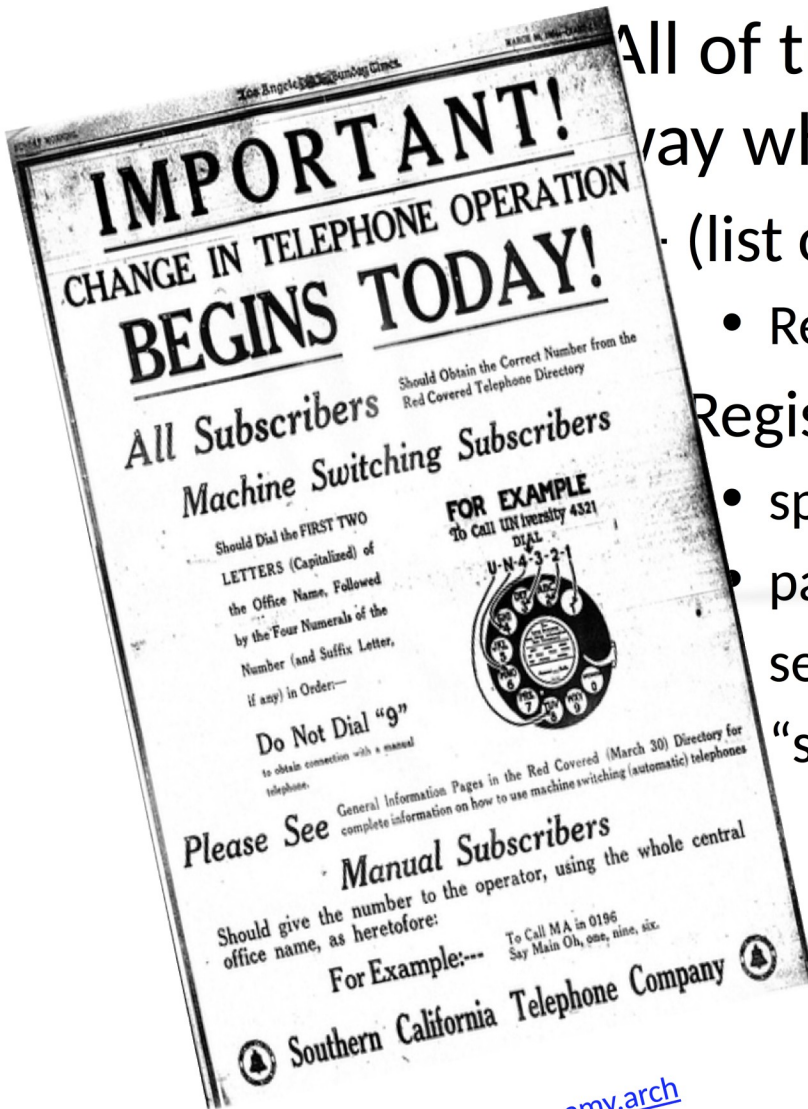 Los Angeles Sunday Times
IMPORTANT!
CHANGE IN TELEPHONE OPERATION
BEGINS TODAY!
All Subscribers
Should Obtain the Correct Number from the
Red Covered Telephone Directory
Machine Switching Subscribers
Should Dial the FIRST TWO
LETTERS (Capitalized) of
the Office Name, Followed
by the Four Numerals of the
Number (and Suffix Letter,
if any) in Order:—
Do Not Dial “9”
to obtain connection with a manual
telephone.
FOR EXAMPLE
To Call UNiversity 4321
DIAL
U-N-4-3-2-1
Please See
General Information Pages in the Red Covered (March 30) Directory for
complete information on how to use machine switching (automatic) telephones
Manual Subscribers
Should give the number to the operator, using the whole central
office name, as heretofore:
For Example:---
To Call MA in 0196
Say Main Oh, one, nine, six.
Southern California Telephone Company
All of t
way wh
- (list o
• Re
Regis
• sp
• pa
se
“s
omy.arch